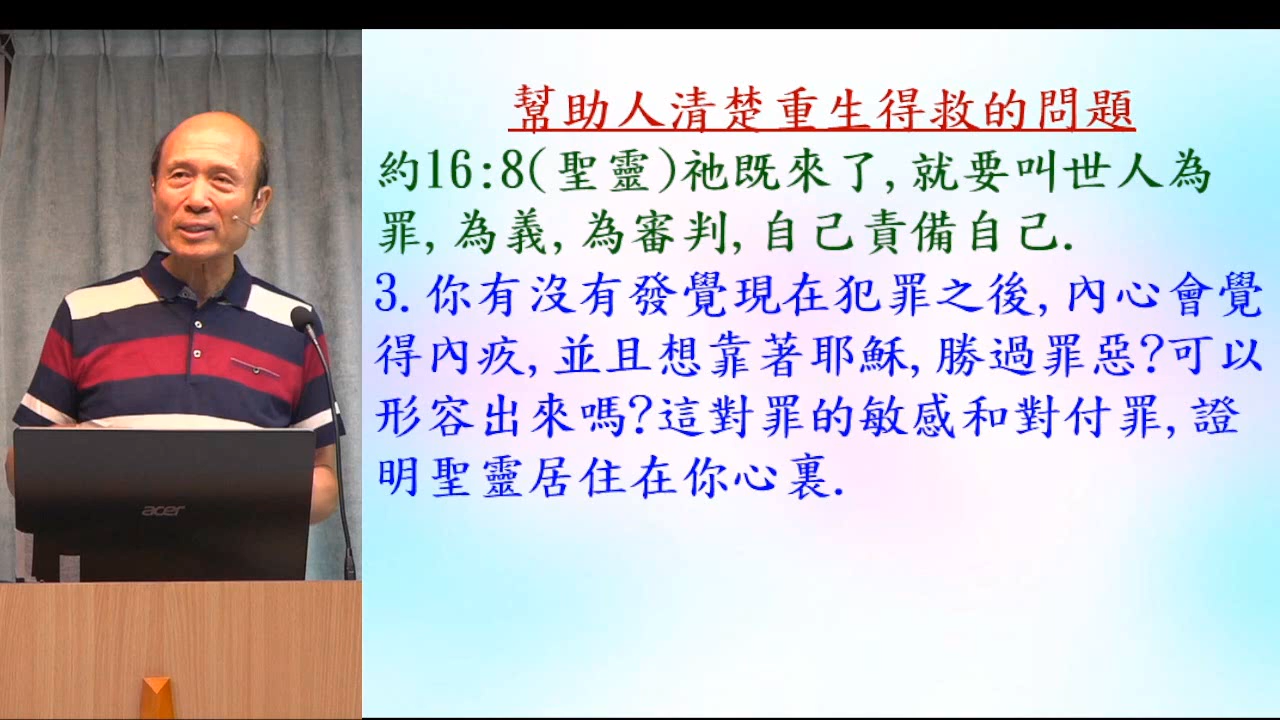 幫助人清楚重生得救的問題
約16:8(聖靈)祂既來了,就要叫世人為
罪,為義,為審判,自己責備自己.
3.你有沒有發覺現在犯罪之後,內心會覺
得內疚,並且想靠著耶穌,勝過罪惡?可以
形容出來嗎?這對罪的敏感和對付罪,證
明聖靈居住在你心裏.
acer